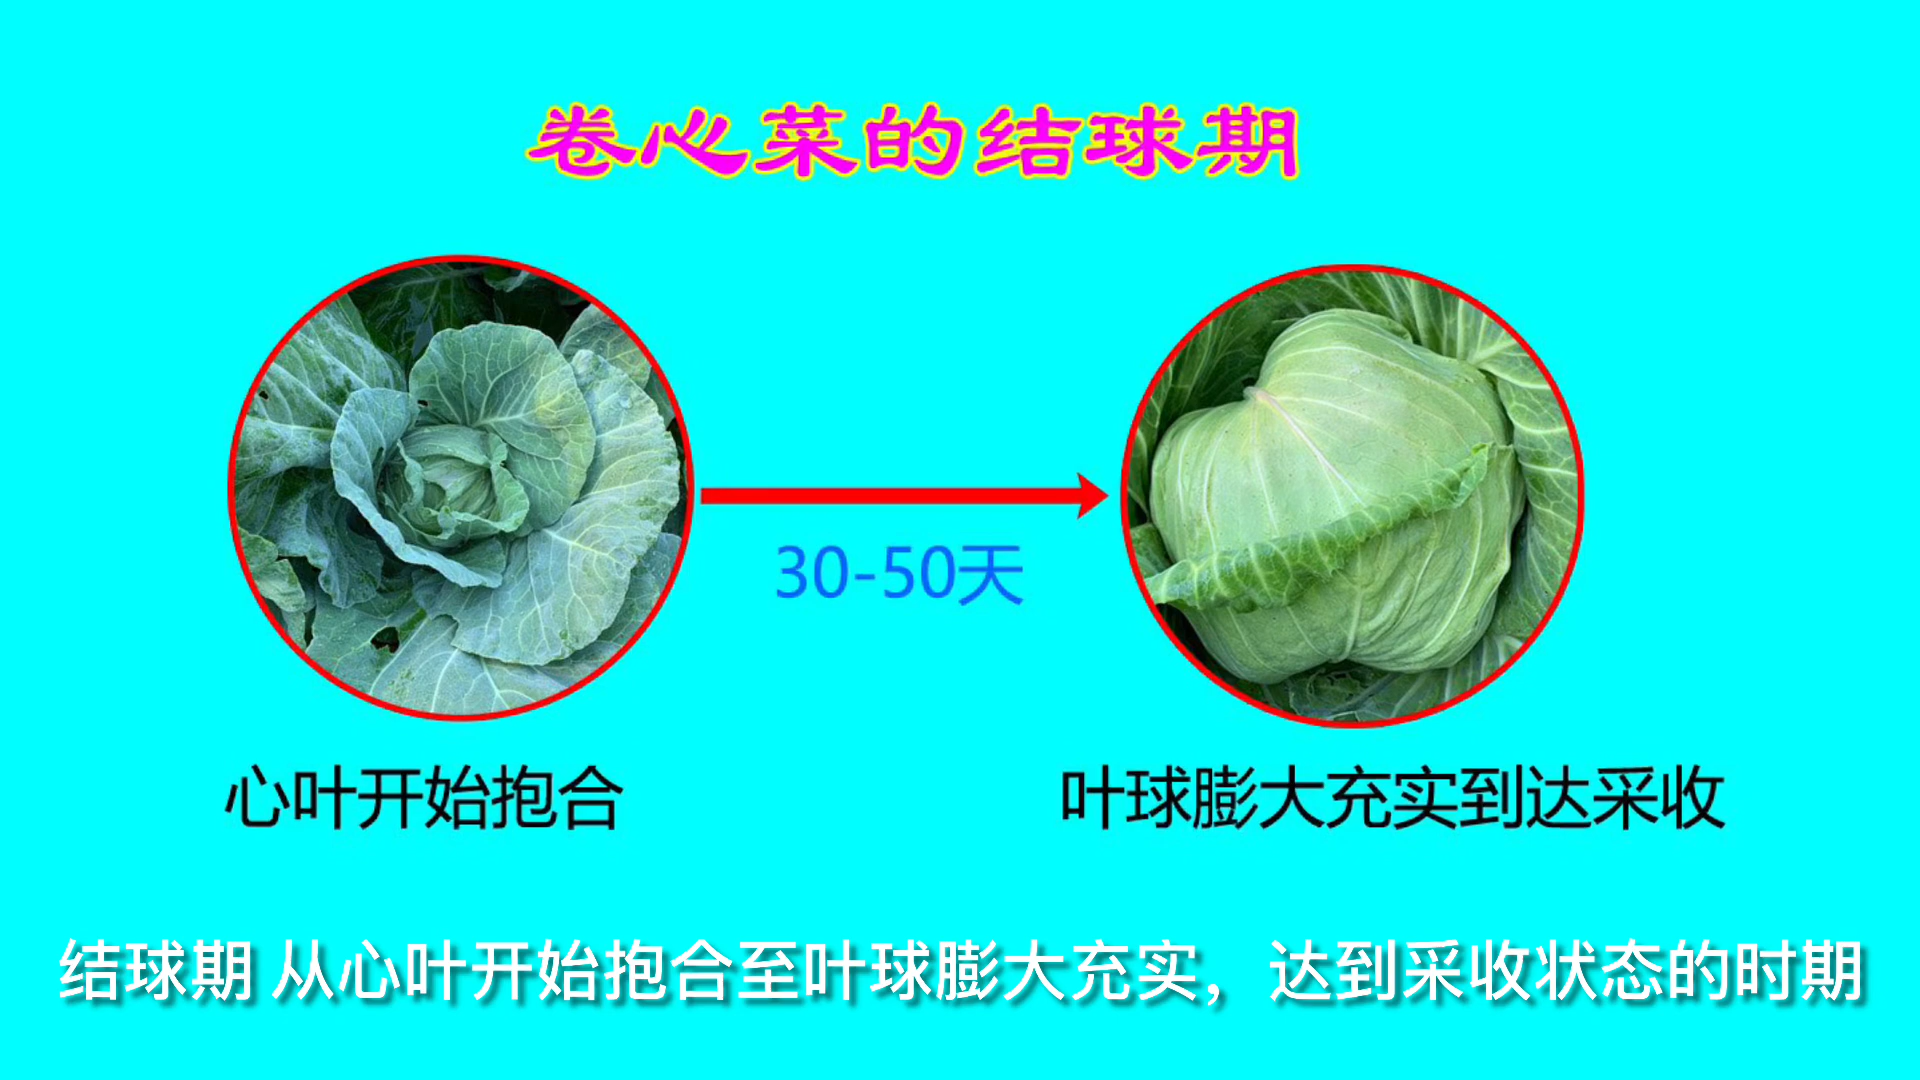 卷心菜的结球期
30-50天
心叶开始抱合
叶球膨大充实到达采收
结球期 从心叶开始抱合至叶球膨大充实，达到采收状态的时期